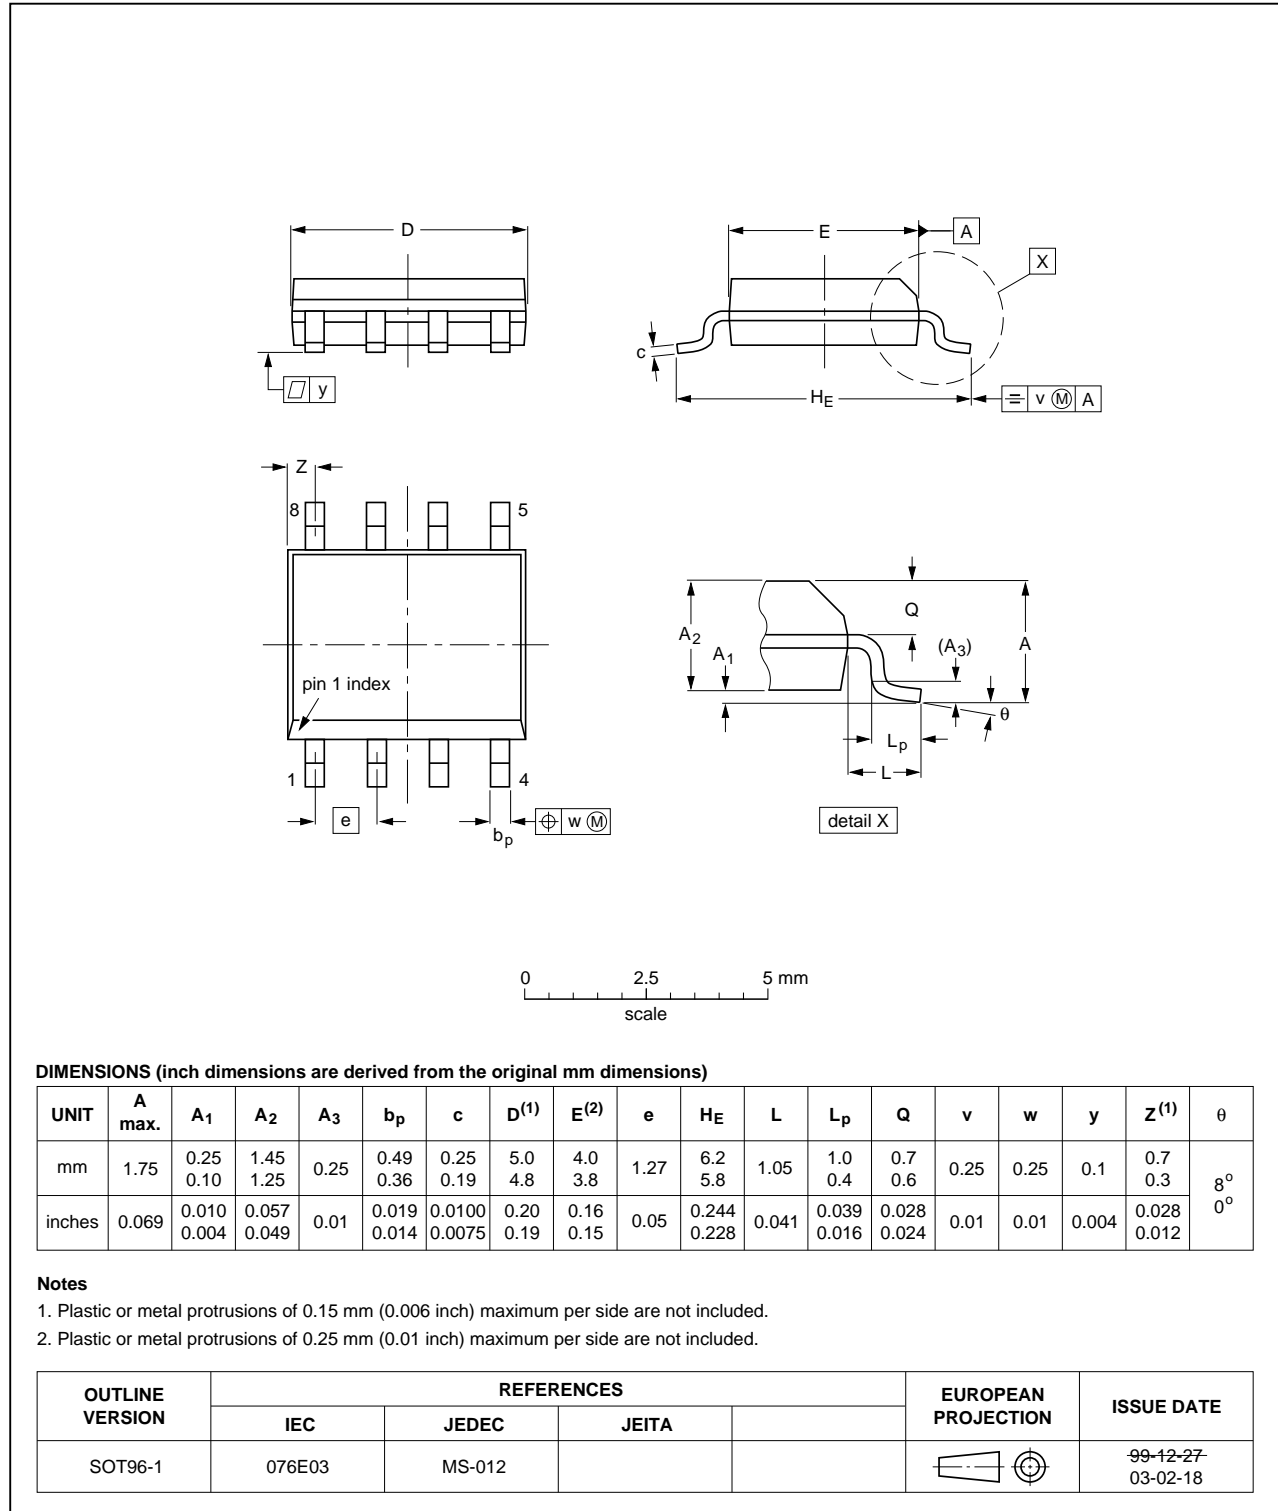 D
E
A
X
c
y
HE
v M A
Z
8
5
pin 1 index
1
4
e
bp
w M
Q
A2
A1
(A3)
A
θ
Lp
L
detail X
0 2.5 5 mm
scale
DIMENSIONS (inch dimensions are derived from the original mm dimensions)
UNIT A max. A1 A2 A3 bp c D(1) E(2) e HE L Lp Q v w y Z(1) θ
mm 1.75 0.25 0.10 1.45 1.25 0.25 0.49 0.36 0.25 0.19 5.0 4.8 4.0 3.8 1.27 6.2 5.8 1.05 1.0 0.4 0.7 0.6 0.25 0.25 0.1 0.7 0.3 8o 0o
inches 0.069 0.010 0.004 0.057 0.049 0.01 0.019 0.014 0.0100 0.0075 0.20 0.19 0.16 0.15 0.05 0.244 0.228 0.041 0.039 0.016 0.028 0.024 0.01 0.01 0.004 0.028 0.012
Notes
1. Plastic or metal protrusions of 0.15 mm (0.006 inch) maximum per side are not included.
2. Plastic or metal protrusions of 0.25 mm (0.01 inch) maximum per side are not included.
OUTLINE VERSION REFERENCES EUROPEAN PROJECTION ISSUE DATE
IEC JEDEC JEITA
SOT96-1 076E03 MS-012 99-12-27
03-02-18